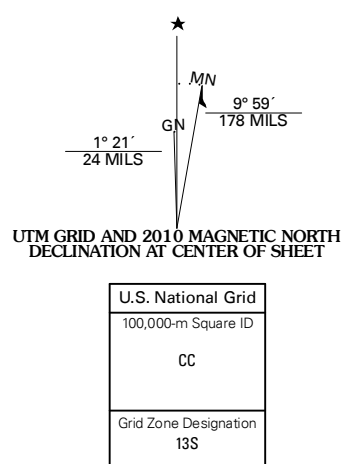 ★
MN
GN
9° 59´
178 MILS
1° 21´
24 MILS
UTM GRID AND 2010 MAGNETIC NORTH
DECLINATION AT CENTER OF SHEET
U.S. National Grid
100,000-m Square ID
CC
Grid Zone Designation
13S